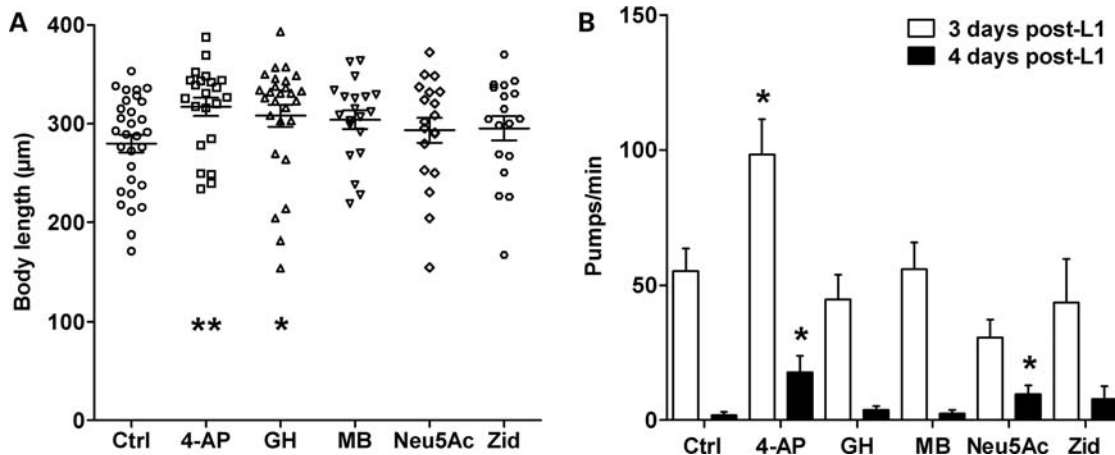 A
Body length (µm)
400
300
200
100
0
** *
Ctrl 4-AP GH MB Neu5Ac Zid
B
Pumps/min
150
100
50
0
3 days post-L1
4 days post-L1
*
* *
Ctrl 4-AP GH MB Neu5Ac Zid